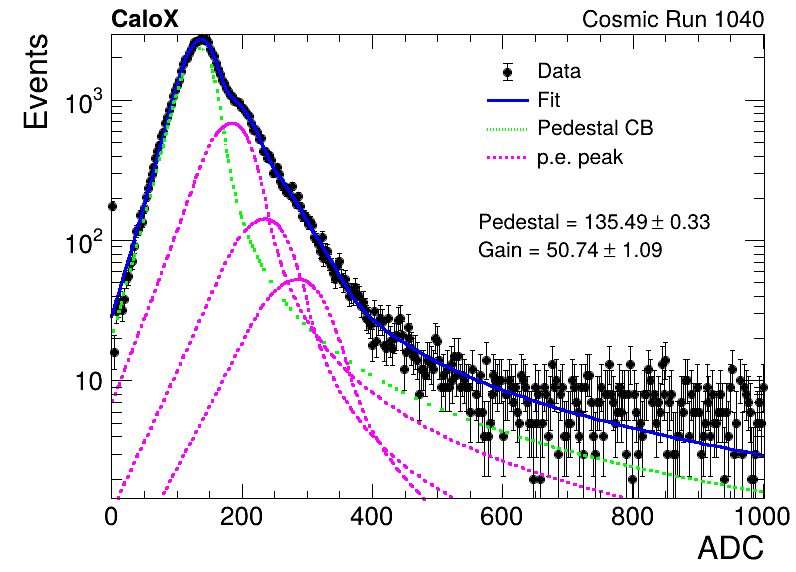 CaloX Cosmic Run 1040
Events
10³
10²
10
Data
Fit
Pedestal CB
p.e. peak
Pedestal = 135.49 ± 0.33
Gain = 50.74 ± 1.09
0 200 400 600 800 1000
ADC